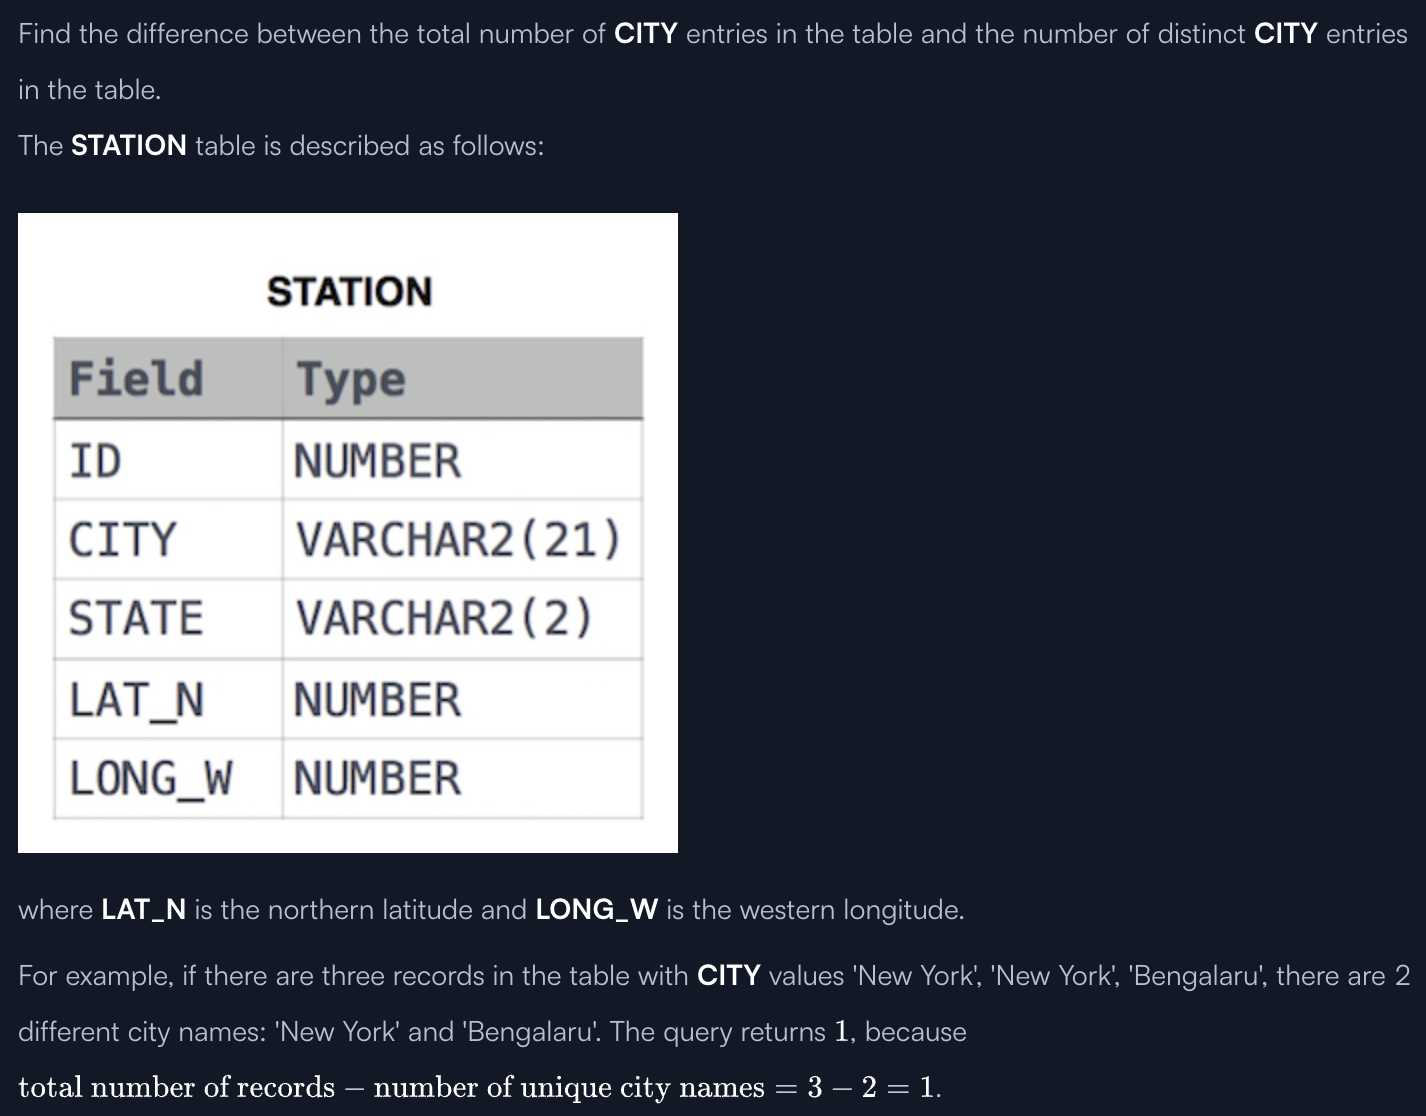 Find the difference between the total number of CITY entries in the table and the number of distinct CITY entries
in the table.
The STATION table is described as follows:
STATION
Field Type
ID NUMBER
CITY VARCHAR2(21)
STATE VARCHAR2(2)
LAT_N NUMBER
LONG_W NUMBER
where LAT_N is the northern latitude and LONG_W is the western longitude.
For example, if there are three records in the table with CITY values 'New York', 'New York', 'Bengalaru', there are 2
different city names: 'New York' and 'Bengalaru'. The query returns 1, because
total number of records − number of unique city names = 3 − 2 = 1.